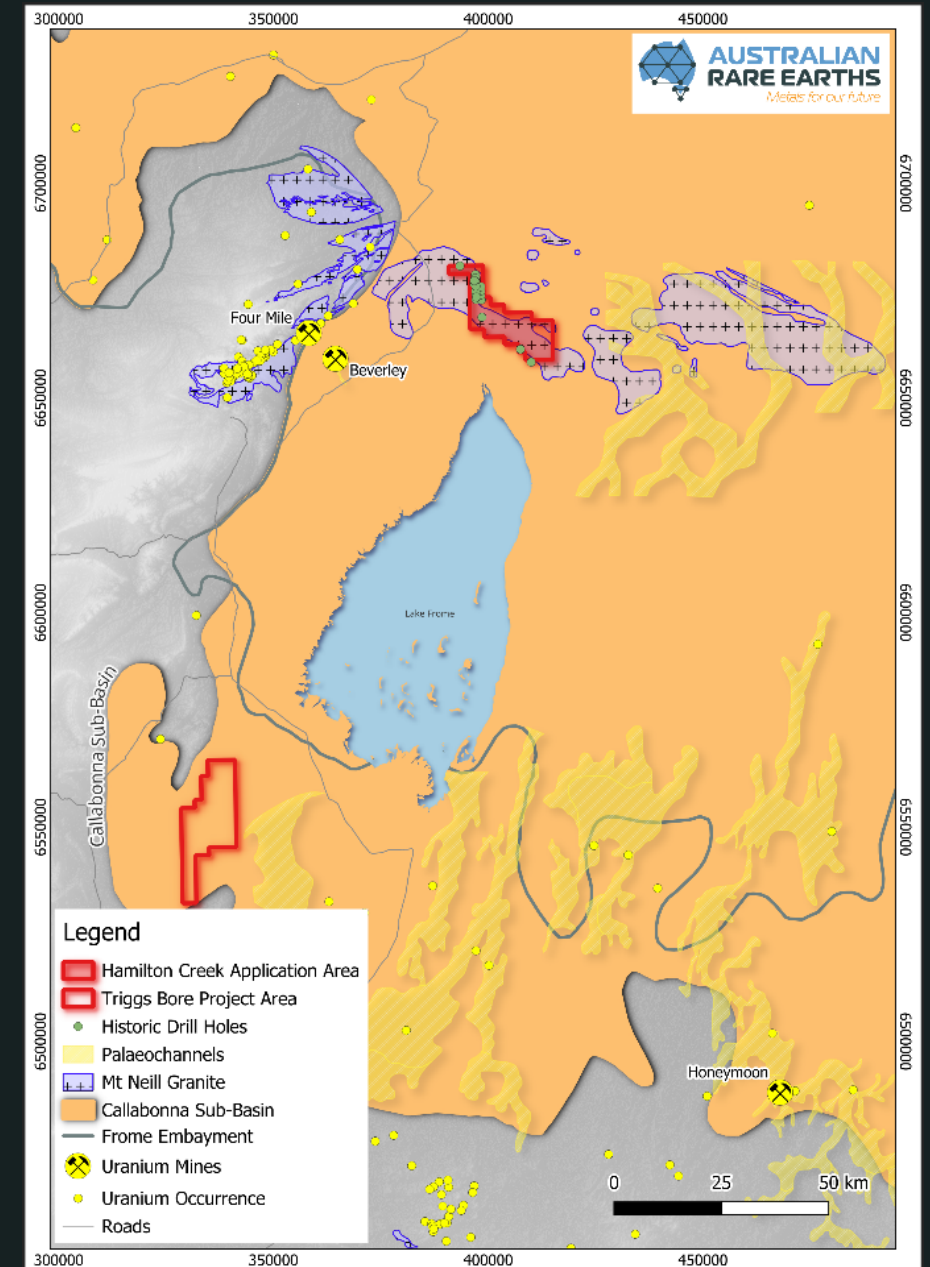 300000
350000
400000
450000
AUSTRALIAN
RARE EARTHS
Metals for our future
6700000
6700000
Four Mile
Beverley
6650000
6650000
Lake Frome
6600000
6600000
Callabonna Sub-Basin
6550000
6550000
Legend
Hamilton Creek Application Area
Triggs Bore Project Area
Historic Drill Holes
Palaeochannels
Mt Neill Granite
Callabonna Sub-Basin
Frome Embayment
Uranium Mines
Uranium Occurrence
Roads
6500000
6500000
Honeymoon
0 25 50 km
300000
350000
400000
450000